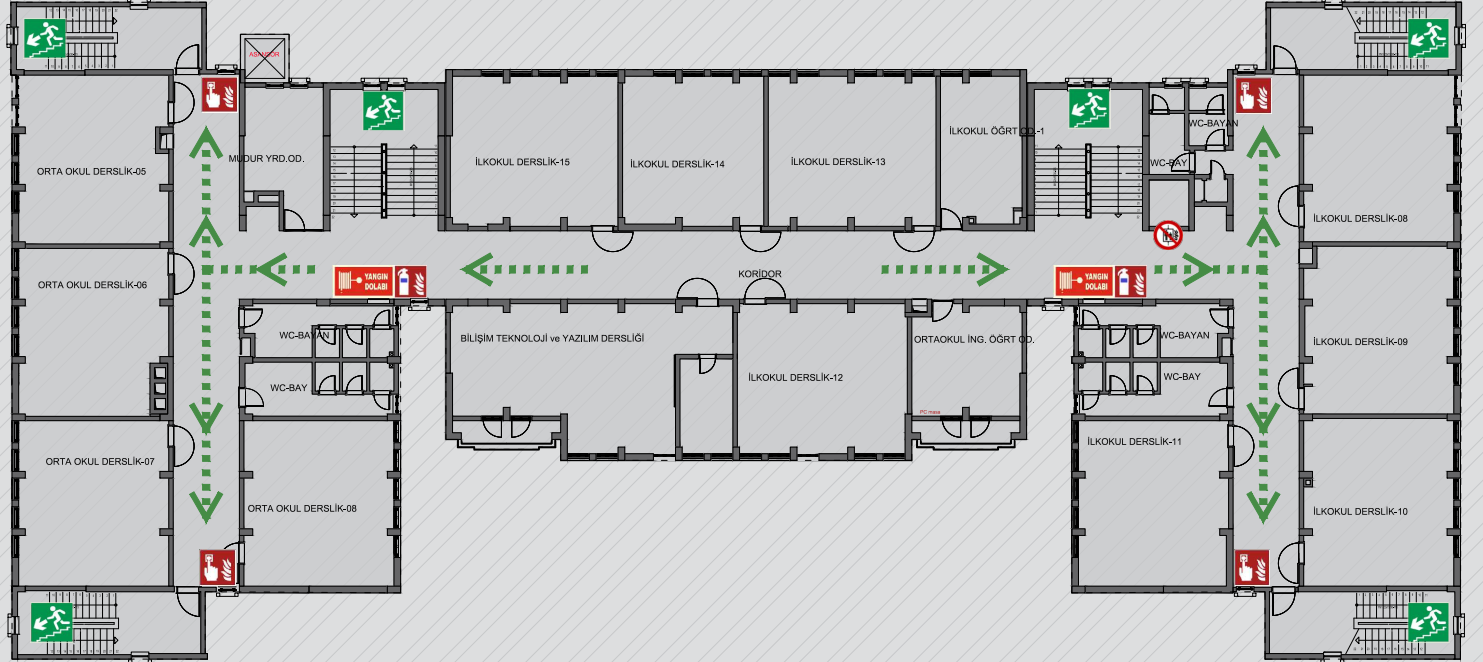 ASANSÖR
ORTA OKUL DERSLİK-05
MUDUR YRD.OD.
İLKOKUL DERSLİK-15
İLKOKUL DERSLİK-14
İLKOKUL DERSLİK-13
İLKOKUL ÖĞRT OD.-1
WC-BAYAN
WC-BAY
İLKOKUL DERSLİK-08
ORTA OKUL DERSLİK-06
YANGIN
DOLABI
KORİDOR
YANGIN
DOLABI
WC-BAYAN
BİLİŞİM TEKNOLOJİ ve YAZILIM DERSLİĞİ
ORTAOKUL İNG. ÖĞRT OD.
WC-BAYAN
İLKOKUL DERSLİK-09
WC-BAY
İLKOKUL DERSLİK-12
WC-BAY
PC masa
ORTA OKUL DERSLİK-07
İLKOKUL DERSLİK-11
ORTA OKUL DERSLİK-08
İLKOKUL DERSLİK-10